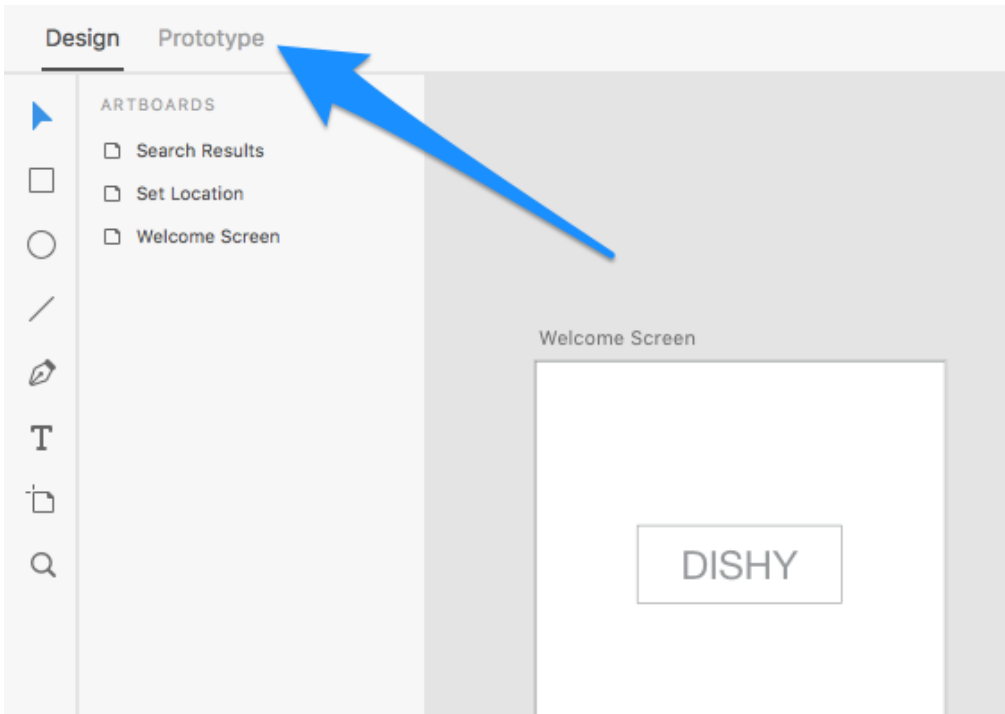 Design Prototype
ARTBOARDS
Search Results
Set Location
Welcome Screen
Welcome Screen
DISHY